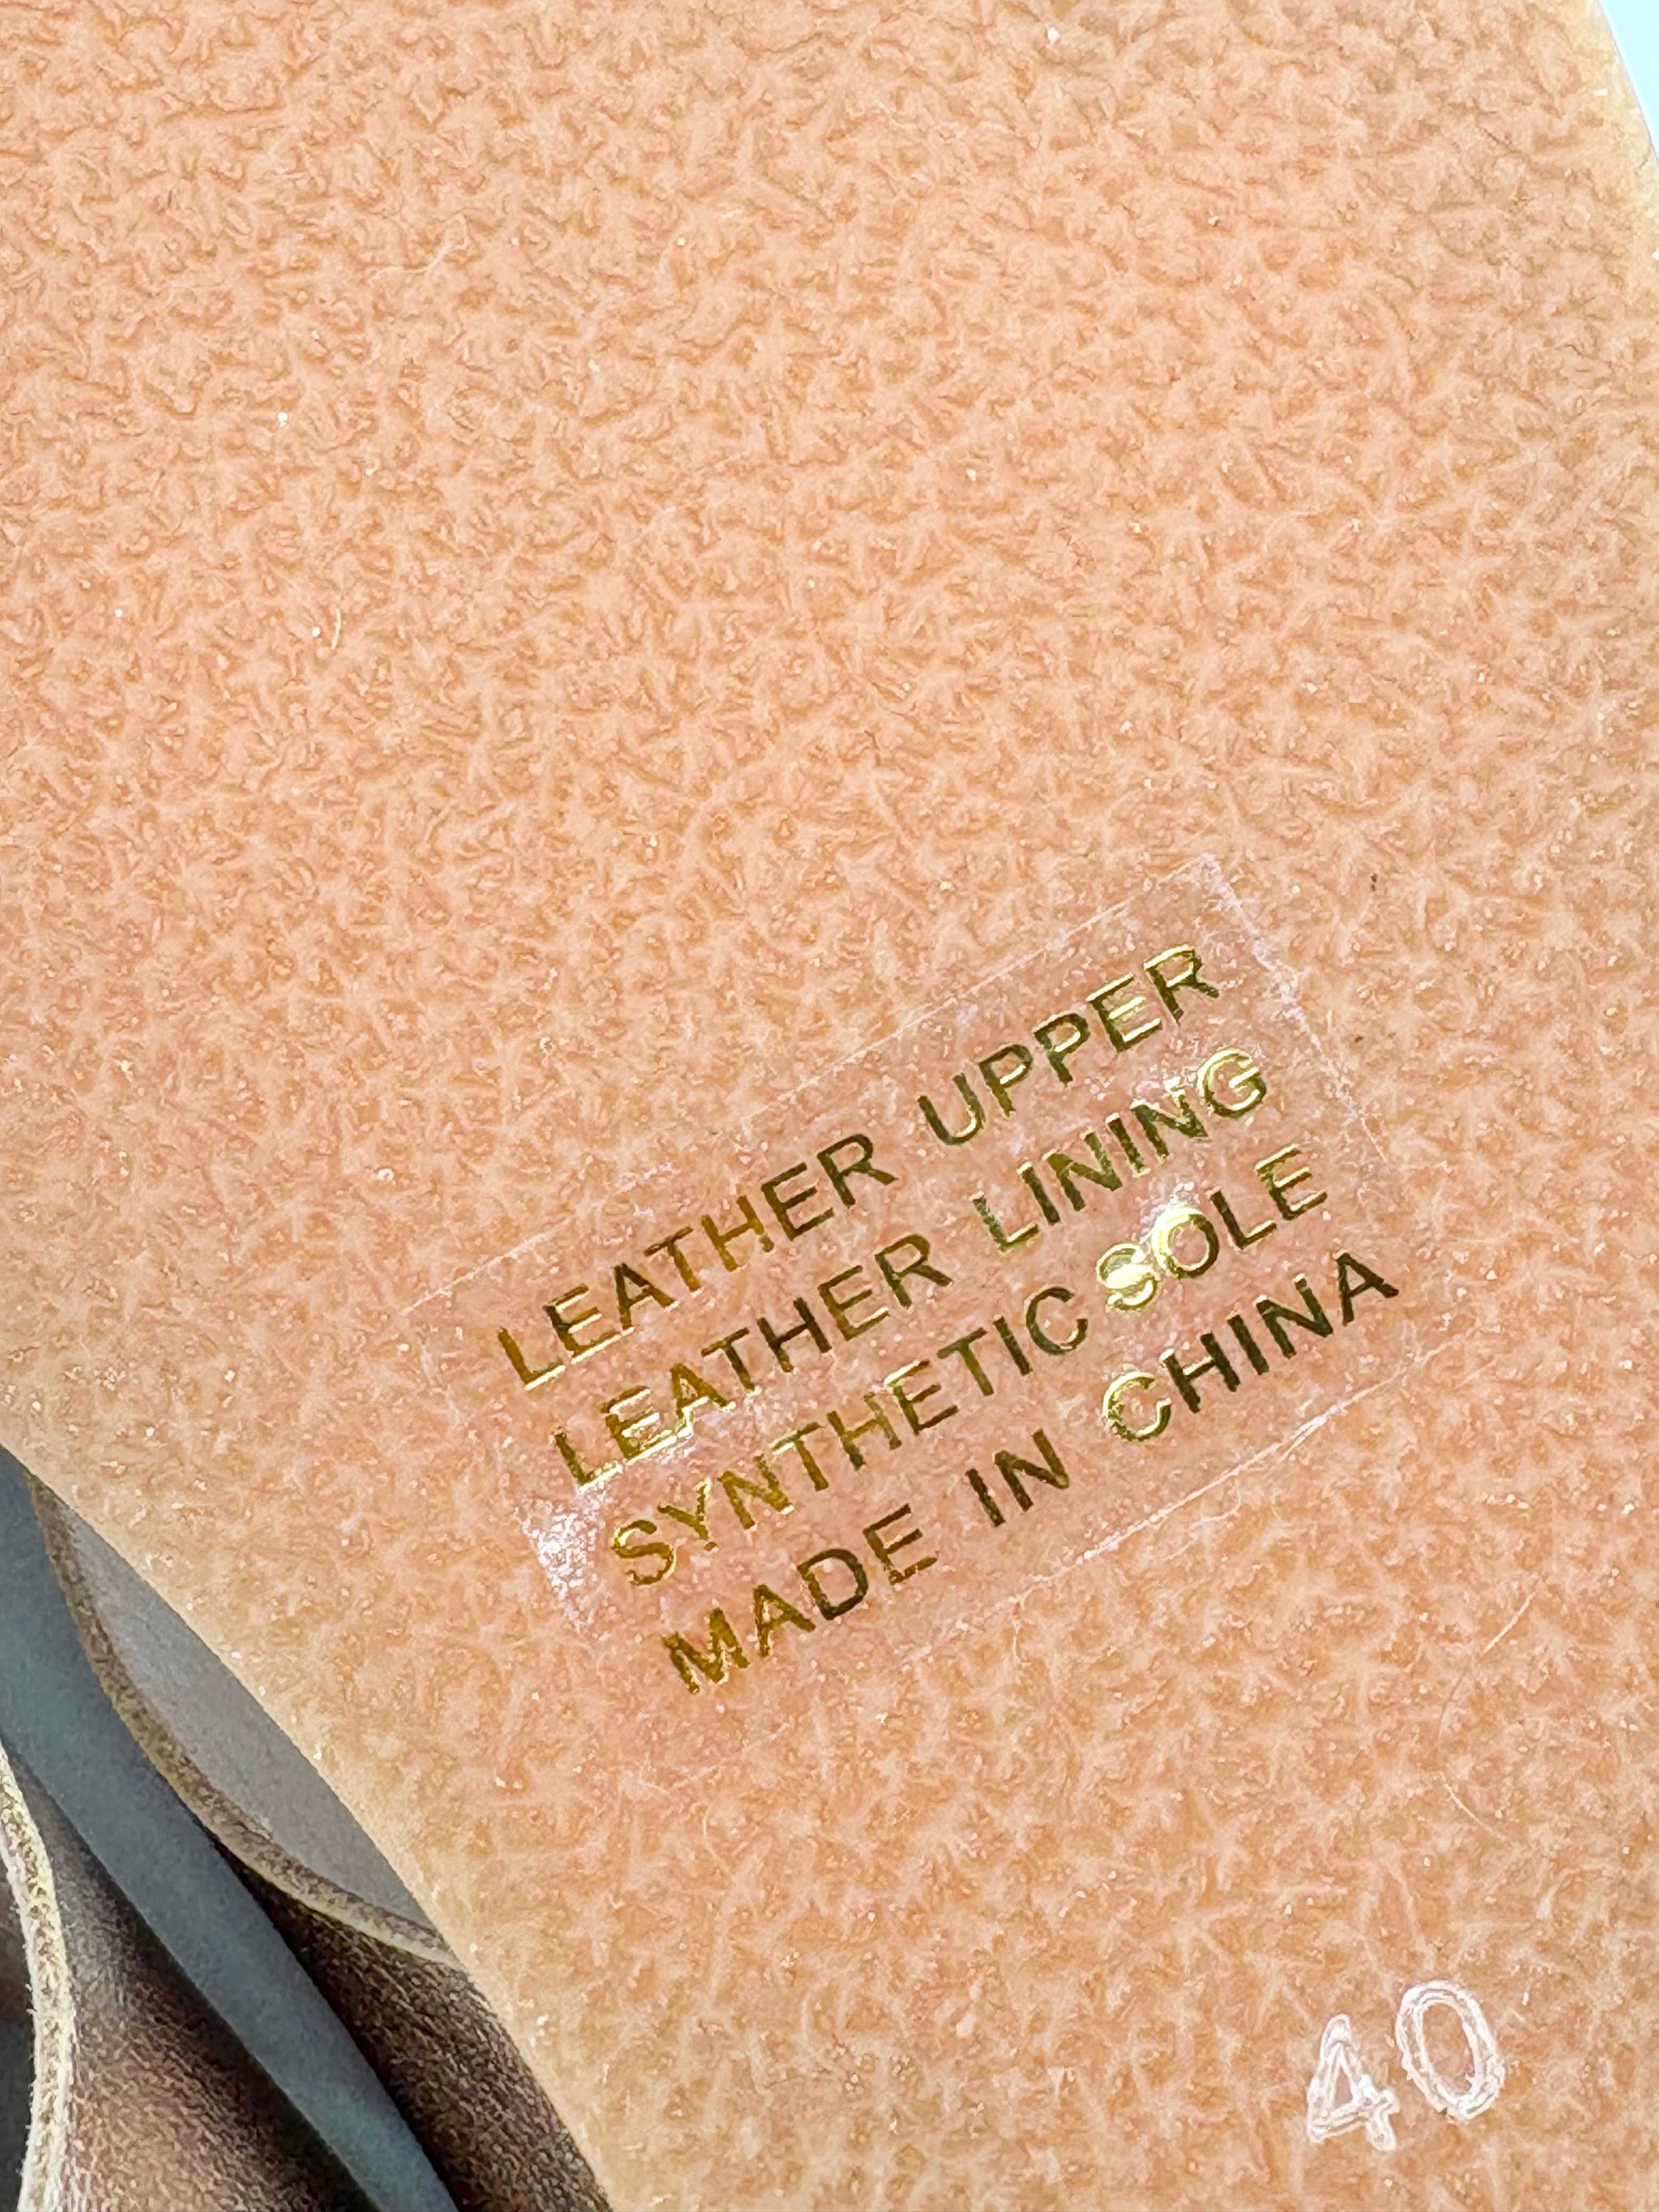 LEATHER UPPER
LEATHER LINING
SYNTHETIC SOLE
MADE IN CHINA
40